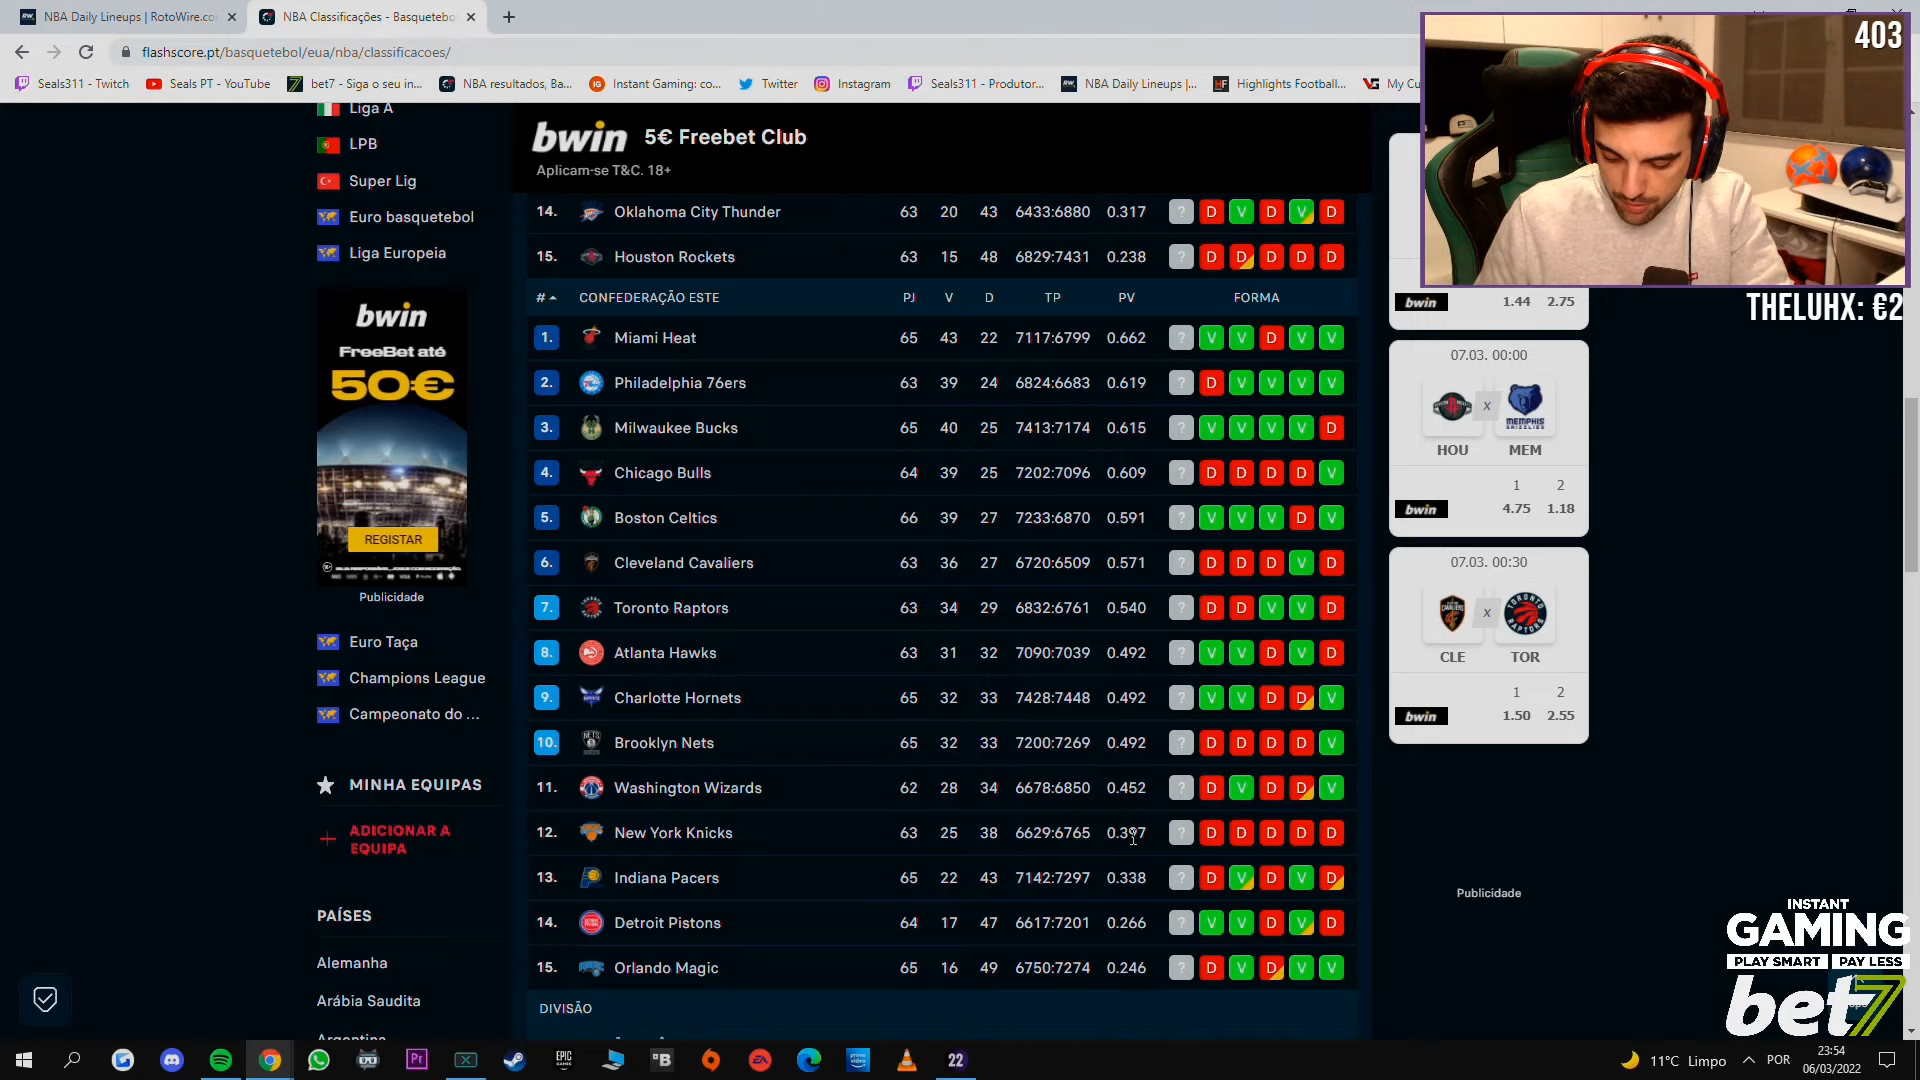 NBA Daily Lineups | RotoWire.co
NBA Classificações - Basquetebo
flashscore.pt/basquetebol/eua/nba/classificacoes/
Seals311 - Twitch
Seals PT - YouTube
bet7 - Siga o seu in...
NBA resultados, Ba...
Instant Gaming: co...
Twitter
Instagram
Seals311 - Produtor...
NBA Daily Lineups |...
Highlights Football...
My Cu
403
THELUHX: €2
Liga A
LPB
Super Lig
Euro basquetebol
Liga Europeia
bwin
FreeBet até
50€
REGISTAR
Publicidade
Euro Taça
Champions League
Campeonato do ...
MINHA EQUIPAS
ADICIONAR A
EQUIPA
PAÍSES
Alemanha
Arábia Saudita
Argentina
bwin 5€ Freebet Club
Aplicam-se T&C. 18+
14. Oklahoma City Thunder 63 20 43 6433:6880 0.317 ? D V D V D
15. Houston Rockets 63 15 48 6829:7431 0.238 ? D D D D D
# CONFEDERAÇÃO ESTE PJ V D TP PV FORMA
1. Miami Heat 65 43 22 7117:6799 0.662 ? V V D V V
2. Philadelphia 76ers 63 39 24 6824:6683 0.619 ? D V V V V
3. Milwaukee Bucks 65 40 25 7413:7174 0.615 ? V V V V D
4. Chicago Bulls 64 39 25 7202:7096 0.609 ? D D D D V
5. Boston Celtics 66 39 27 7233:6870 0.591 ? V V V D V
6. Cleveland Cavaliers 63 36 27 6720:6509 0.571 ? D D D V D
7. Toronto Raptors 63 34 29 6832:6761 0.540 ? D D V V D
8. Atlanta Hawks 63 31 32 7090:7039 0.492 ? V V D V D
9. Charlotte Hornets 65 32 33 7428:7448 0.492 ? V V D D V
10. Brooklyn Nets 65 32 33 7200:7269 0.492 ? D D D D V
11. Washington Wizards 62 28 34 6678:6850 0.452 ? D V D D V
12. New York Knicks 63 25 38 6629:6765 0.397 ? D D D D D
13. Indiana Pacers 65 22 43 7142:7297 0.338 ? D V D V D
14. Detroit Pistons 64 17 47 6617:7201 0.266 ? V V D V D
15. Orlando Magic 65 16 49 6750:7274 0.246 ? D V D V V
DIVISÃO
bwin 1.44 2.75
07.03. 00:00
x
MEMPHIS
GRIZZLIES
HOU MEM
1 2
bwin 4.75 1.18
07.03. 00:30
x
TORONTO
RAPTORS
CLE TOR
1 2
bwin 1.50 2.55
Publicidade
INSTANT
GAMING
PLAY SMART PAY LESS
bet7
22
11°C Limpo
POR
23:54
06/03/2022